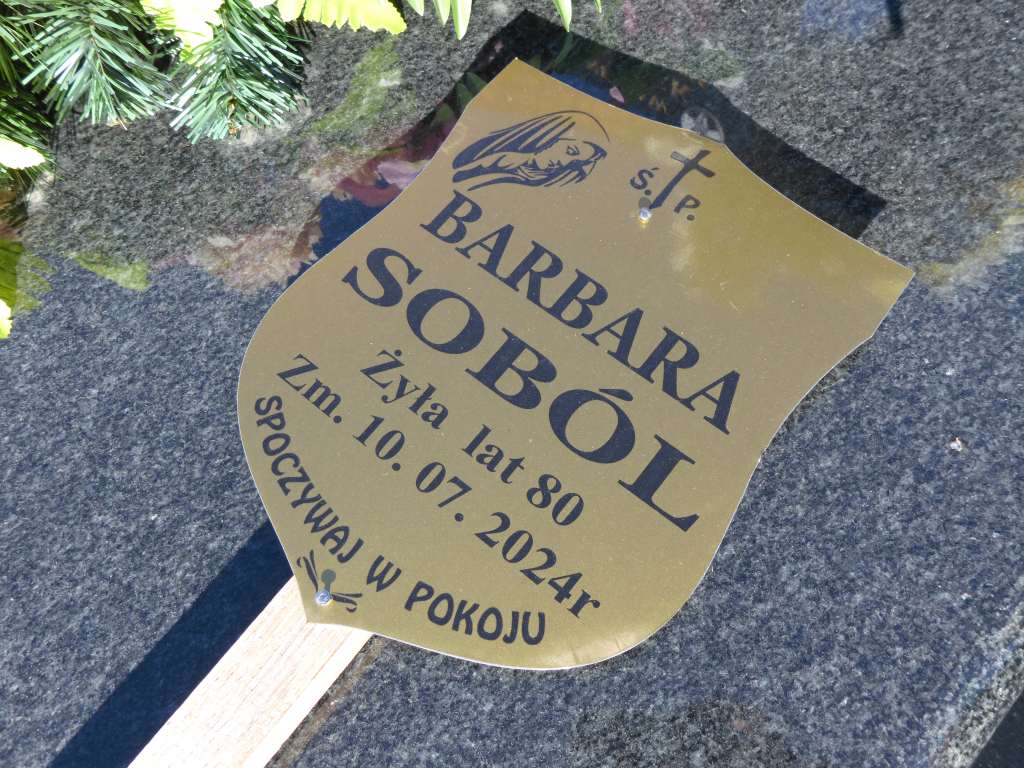 Ś. P.
BARBARA
SOBÓL
Żyła lat 80
Zm. 10. 07. 2024r
SPOCZYWAJ W POKOJU